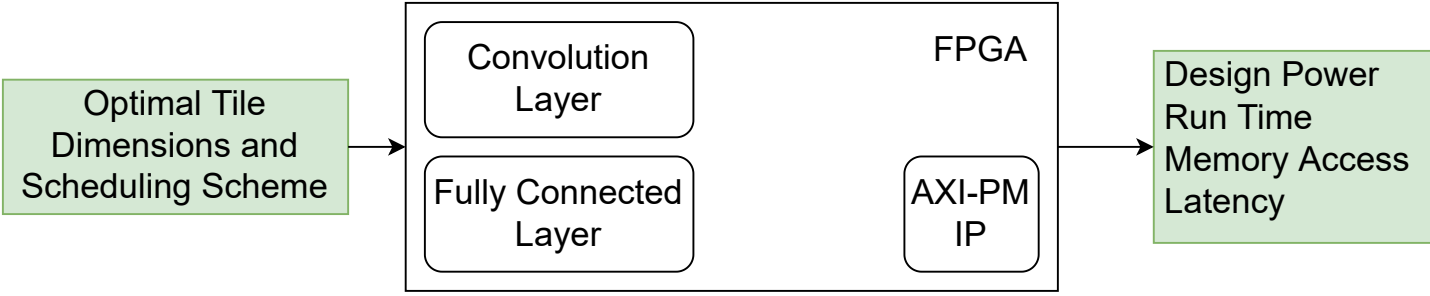 Optimal Tile
Dimensions and
Scheduling Scheme
Convolution
Layer
Fully Connected
Layer
FPGA
AXI-PM
IP
Design Power
Run Time
Memory Access
Latency